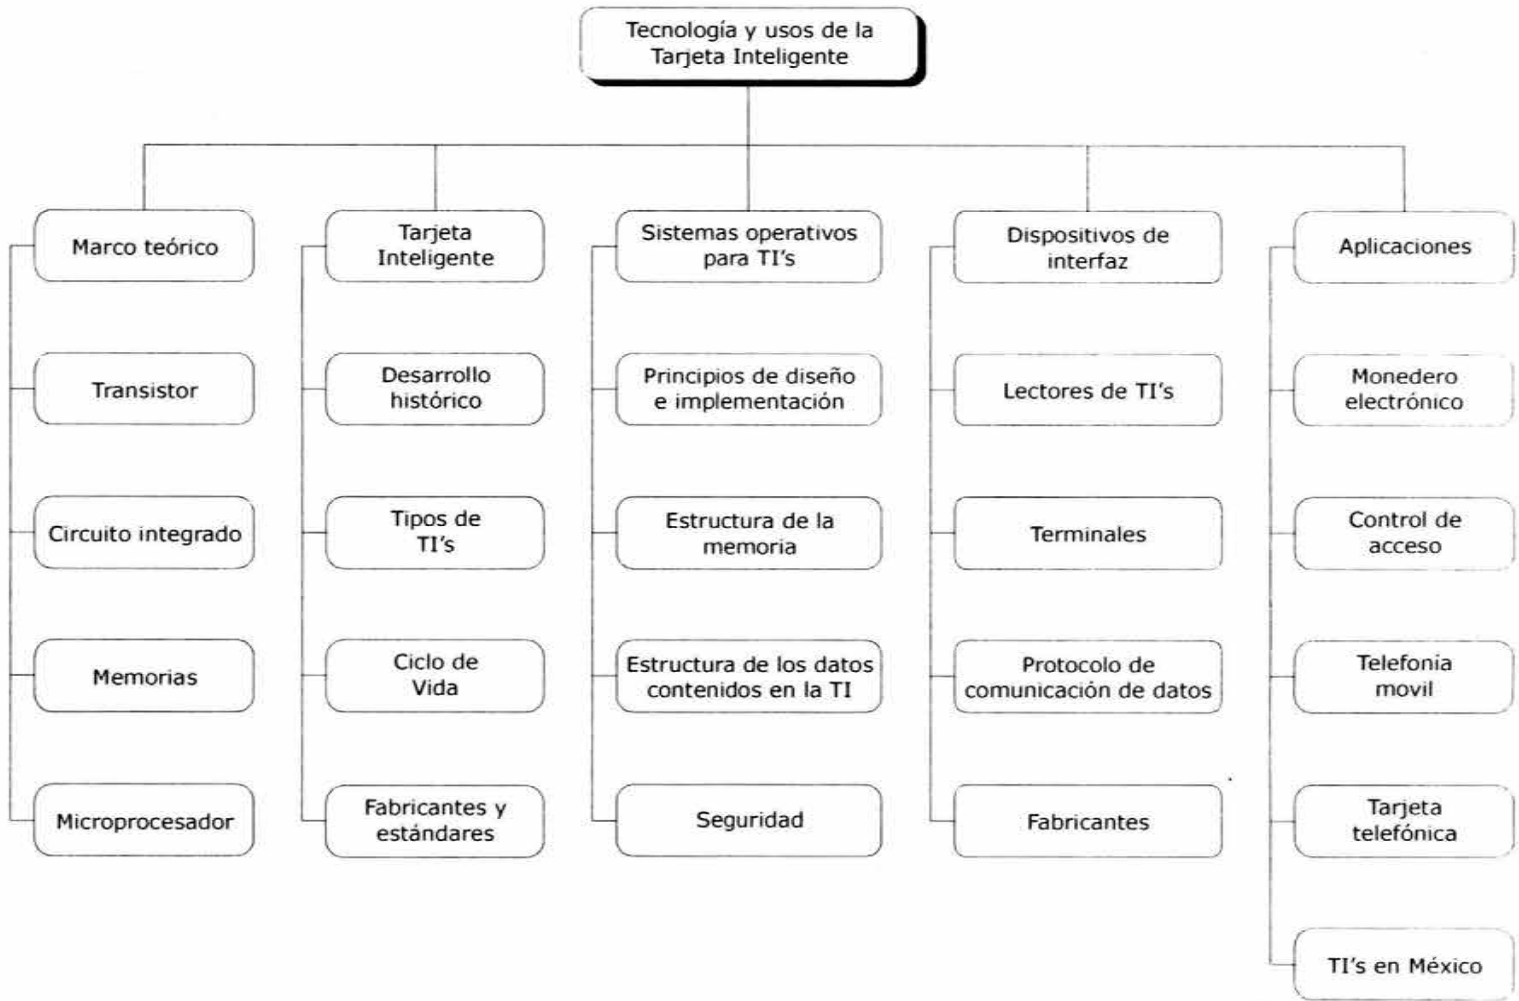 Tecnología y usos de la
Tarjeta Inteligente
Marco teórico
Transistor
Circuito integrado
Memorias
Microprocesador
Tarjeta
Inteligente
Desarrollo
histórico
Tipos de
TI's
Ciclo de
Vida
Fabricantes y
estándares
Sistemas operativos
para TI's
Principios de diseño
e implementación
Estructura de la
memoria
Estructura de los datos
contenidos en la TI
Seguridad
Dispositivos de
interfaz
Lectores de TI's
Terminales
Protocolo de
comunicación de datos
Fabricantes
Aplicaciones
Monedero
electrónico
Control de
acceso
Telefonía
movil
Tarjeta
telefónica
TI's en México